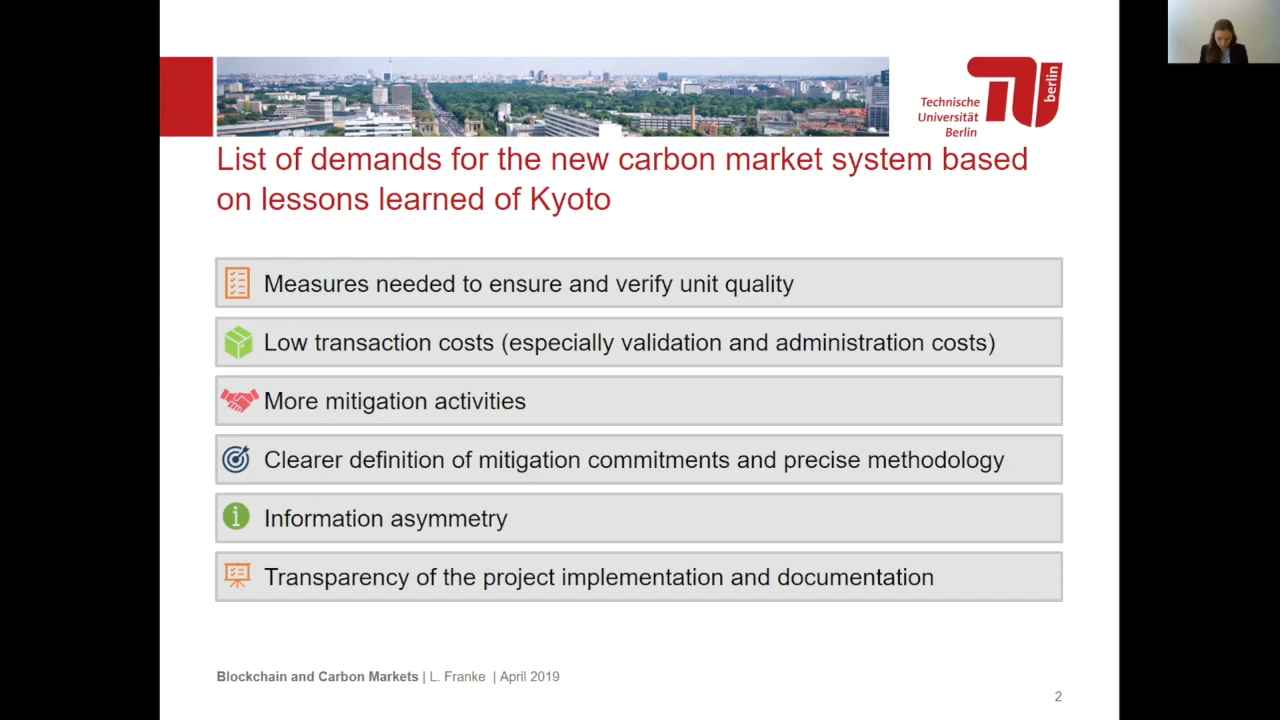 Technische
Universität
Berlin
berlin
List of demands for the new carbon market system based
on lessons learned of Kyoto
Measures needed to ensure and verify unit quality
Low transaction costs (especially validation and administration costs)
More mitigation activities
Clearer definition of mitigation commitments and precise methodology
Information asymmetry
Transparency of the project implementation and documentation
Blockchain and Carbon Markets | L. Franke | April 2019
2